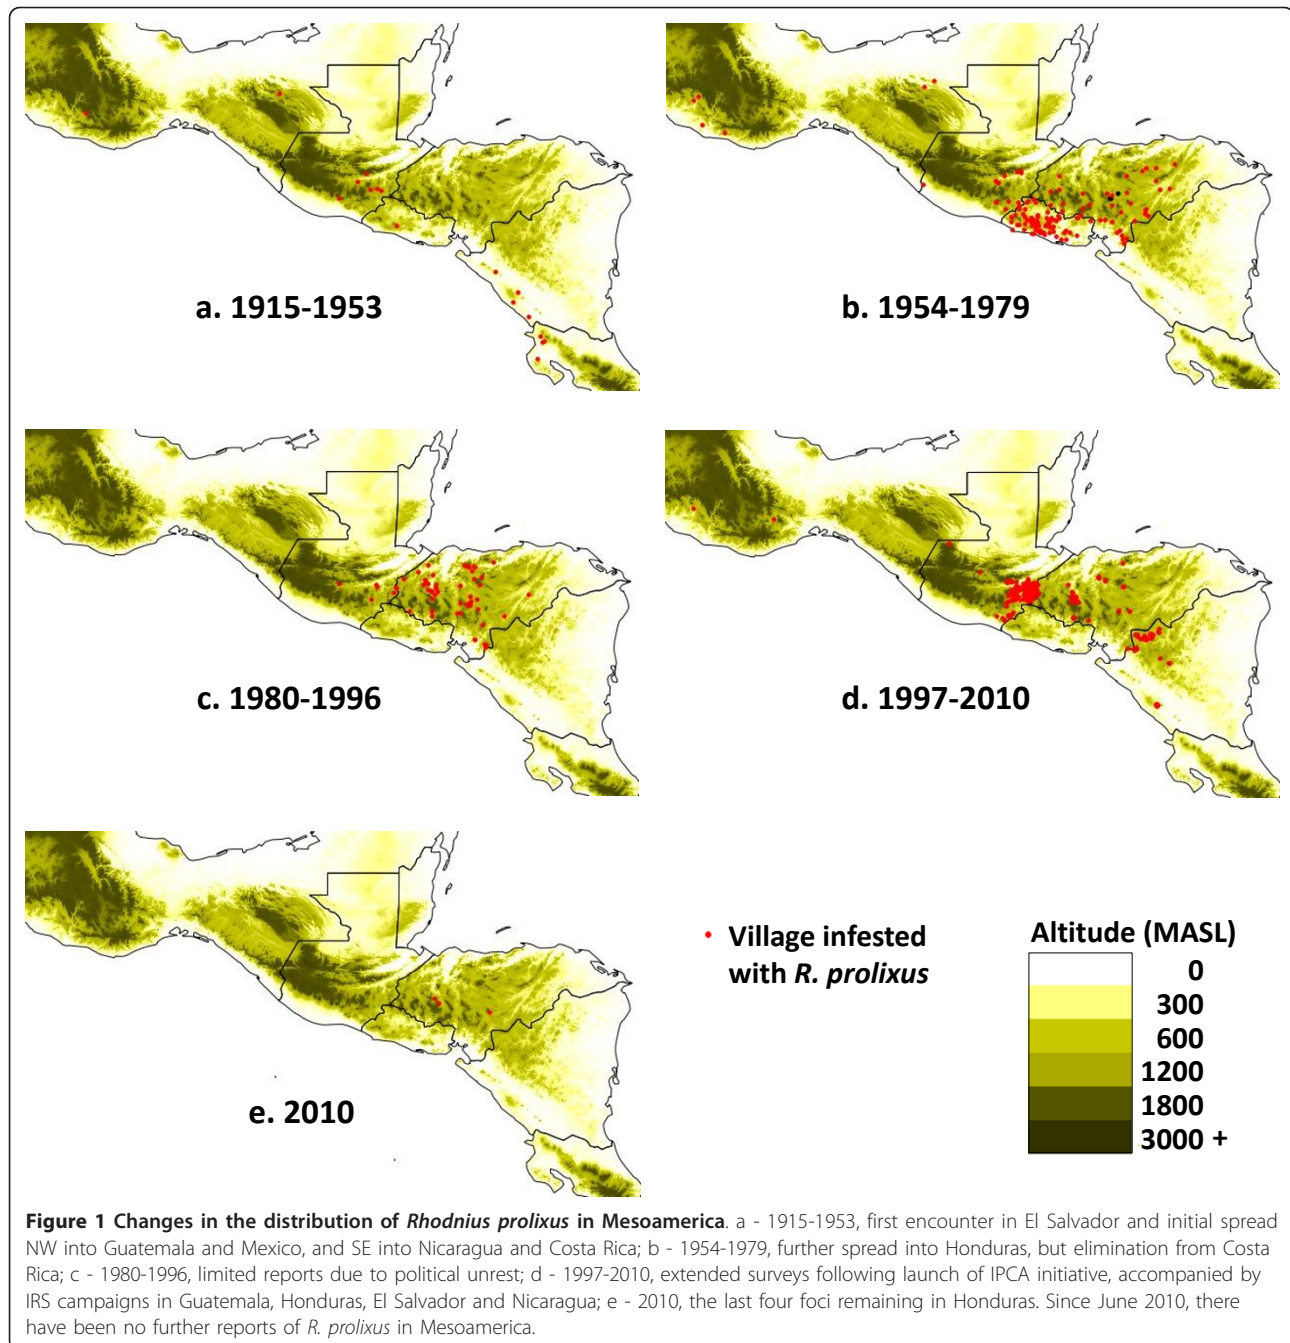 a. 1915-1953
b. 1954-1979
c. 1980-1996
d. 1997-2010
e. 2010
Village infested
with R. prolixus
Altitude (MASL)
0
300
600
1200
1800
3000 +
Figure 1 Changes in the distribution of Rhodnius prolixus in Mesoamerica. a - 1915-1953, first encounter in El Salvador and initial spread
NW into Guatemala and Mexico, and SE into Nicaragua and Costa Rica; b - 1954-1979, further spread into Honduras, but elimination from Costa
Rica; c - 1980-1996, limited reports due to political unrest; d - 1997-2010, extended surveys following launch of IPCA initiative, accompanied by
IRS campaigns in Guatemala, Honduras, El Salvador and Nicaragua; e - 2010, the last four foci remaining in Honduras. Since June 2010, there
have been no further reports of R. prolixus in Mesoamerica.